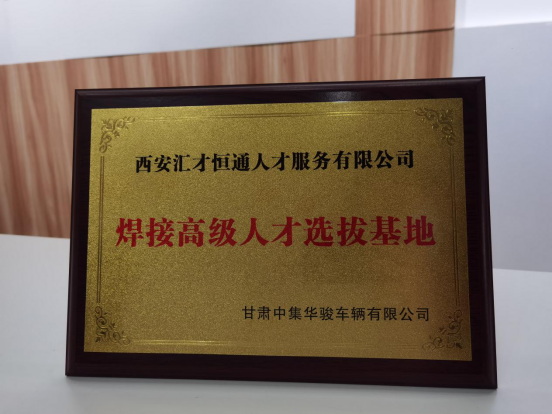 西安汇才恒通人才服务有限公司
焊接高级人才选拔基地
甘肃中集华骏车辆有限公司